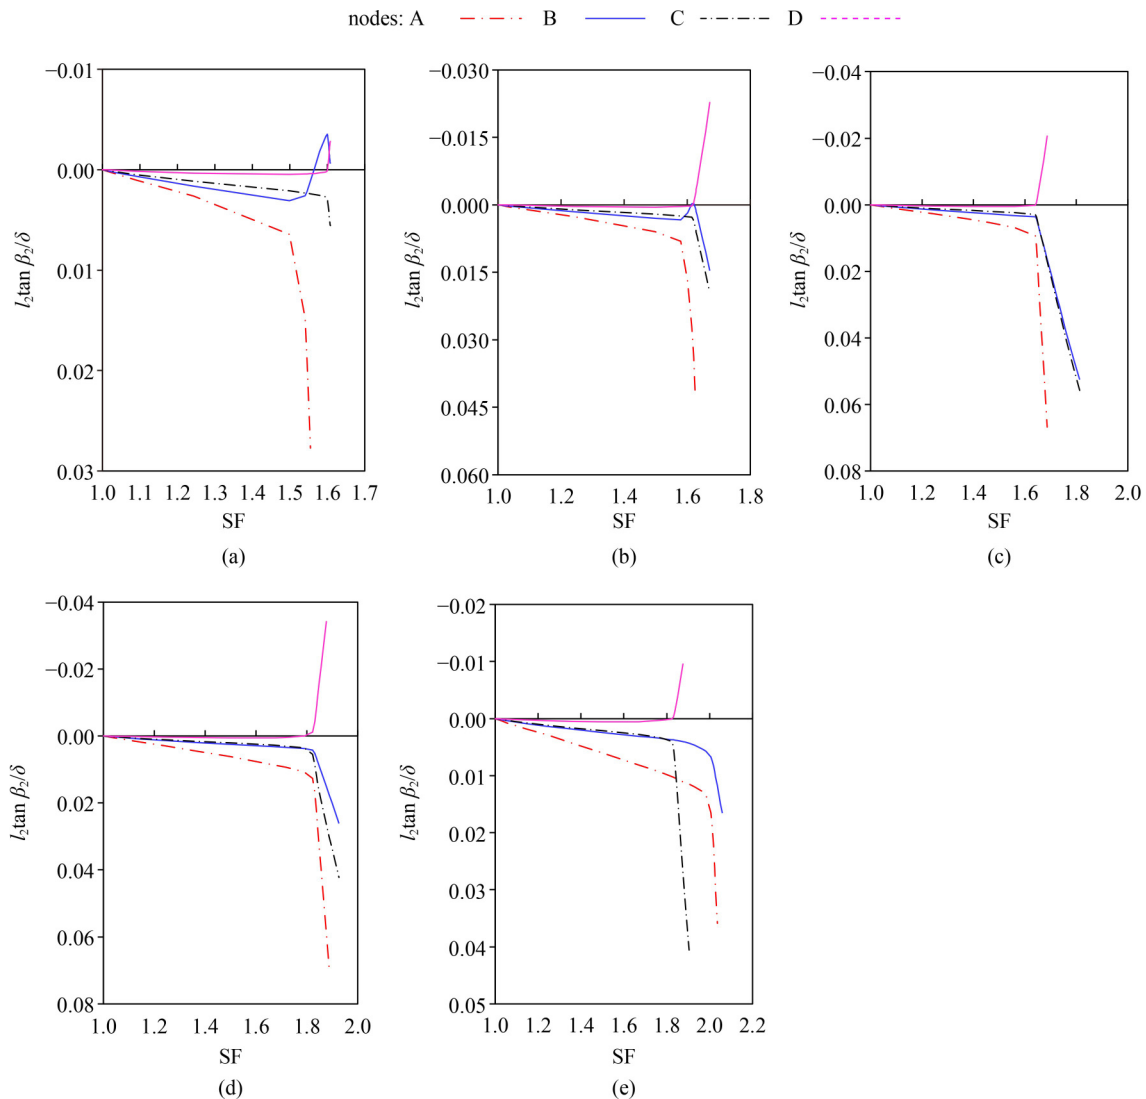 nodes: A B C D
−0.01
0.00
0.01
0.02
0.03
l₂tan β₂/δ
1.0 1.1 1.2 1.3 1.4 1.5 1.6 1.7
SF
(a)
−0.030
−0.015
0.000
0.015
0.030
0.045
0.060
l₂tan β₂/δ
1.0 1.2 1.4 1.6 1.8
SF
(b)
−0.04
−0.02
0.00
0.02
0.04
0.06
0.08
l₂tan β₂/δ
1.0 1.2 1.4 1.6 1.8 2.0
SF
(c)
−0.04
−0.02
0.00
0.02
0.04
0.06
0.08
l₂tan β₂/δ
1.0 1.2 1.4 1.6 1.8 2.0
SF
(d)
−0.02
−0.01
0.00
0.01
0.02
0.03
0.04
0.05
l₂tan β₂/δ
1.0 1.2 1.4 1.6 1.8 2.0 2.2
SF
(e)